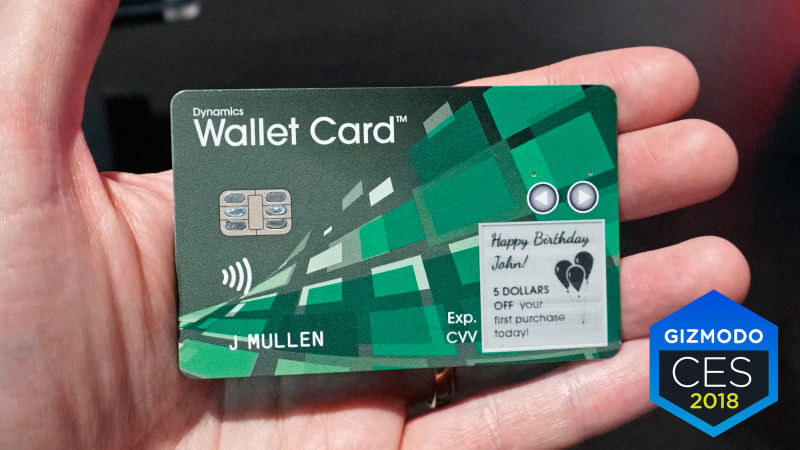 Dynamics
Wallet Card™
Happy Birthday
John!
5 DOLLARS
OFF your
first purchase
today!
Exp.
CVV
J MULLEN
GIZMODO
CES
2018